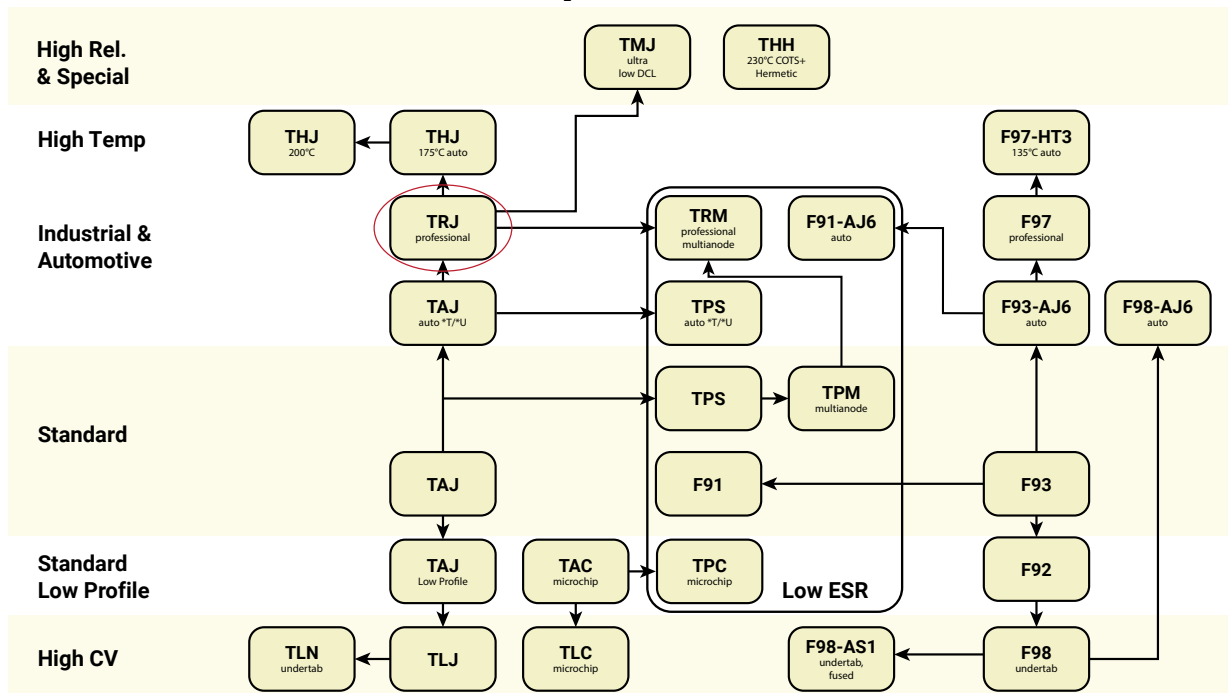 High Rel.
& Special
TMJ
ultra
low DCL
THH
230°C COTS+
Hermetic
High Temp
THJ
200°C
THJ
175°C auto
F97-HT3
135°C auto
Industrial &
Automotive
TRJ
professional
TRM
professional
multianode
F91-AJ6
auto
F97
professional
TAJ
auto *T/*U
TPS
auto *T/*U
F93-AJ6
auto
F98-AJ6
auto
Standard
TPS
TPM
multianode
TAJ
F91
F93
Standard
Low Profile
TAJ
Low Profile
TAC
microchip
TPC
microchip
Low ESR
F92
High CV
TLN
undertab
TLJ
TLC
microchip
F98-AS1
undertab,
fused
F98
undertab